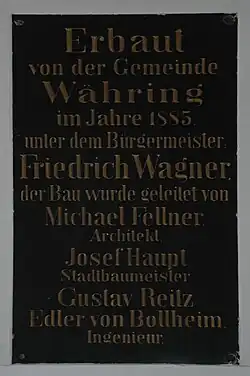 Erbaut
von der Gemeinde
Währing
im Jahre 1885.
unter dem Bürgermeister.
Friedrich Wagner,
der Bau wurde geleitet von
Michael Fellner,
Architekt
Josef Haupt
Stadtbaumeister
Gustav Reitz
Edler von Bollheim,
Ingenieur.